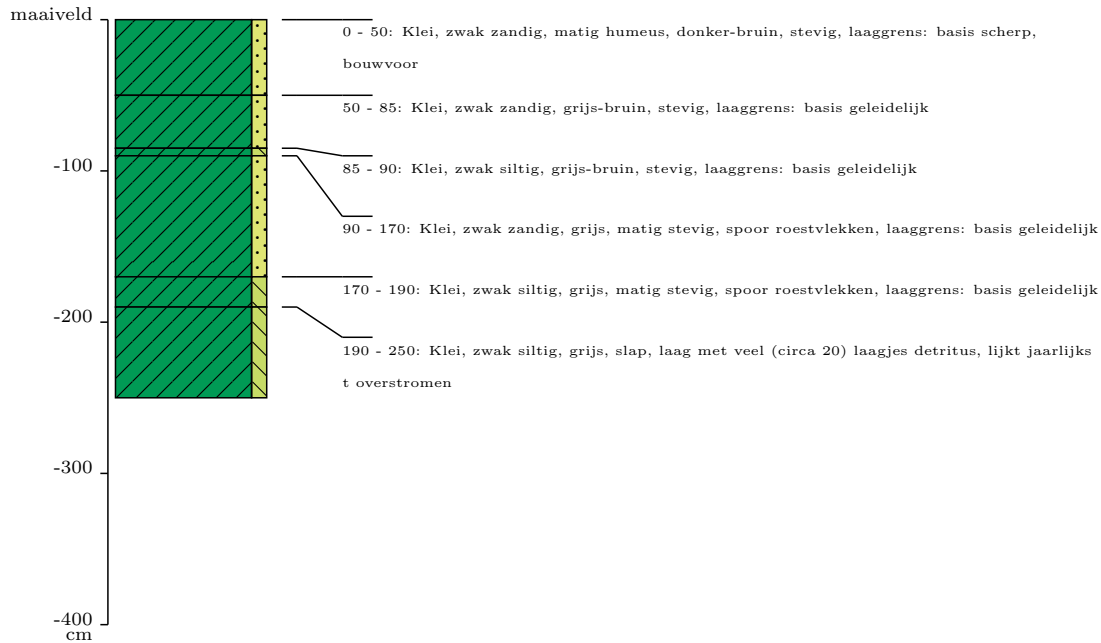 maaiveld
0 - 50: Klei, zwak zandig, matig humeus, donker-bruin, stevig, laaggrens: basis scherp,
bouwvoor
50 - 85: Klei, zwak zandig, grijs-bruin, stevig, laaggrens: basis geleidelijk
-100
85 - 90: Klei, zwak siltig, grijs-bruin, stevig, laaggrens: basis geleidelijk
90 - 170: Klei, zwak zandig, grijs, matig stevig, spoor roestvlekken, laaggrens: basis geleidelijk
170 - 190: Klei, zwak siltig, grijs, matig stevig, spoor roestvlekken, laaggrens: basis geleidelijk
-200
190 - 250: Klei, zwak siltig, grijs, slap, laag met veel (circa 20) laagjes detritus, lijkt jaarlijks
t overstromen
-300
-400
cm